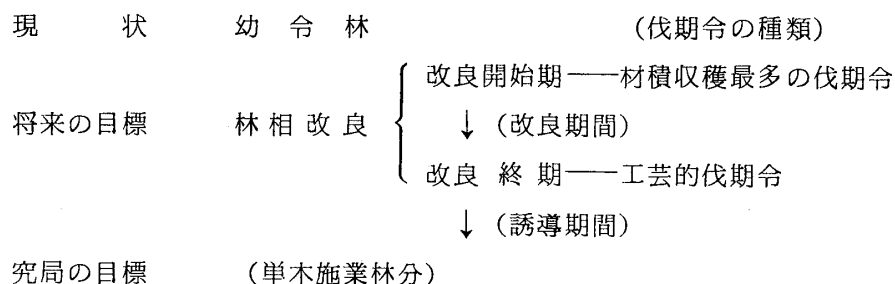 現状 幼令林 (伐期令の種類)
改良開始期──材積収穫最多の伐期令
将来の目標 林相改良 { ↓ (改良期間)
改良終期──工芸的伐期令
↓ (誘導期間)
究局の目標 (単木施業林分)